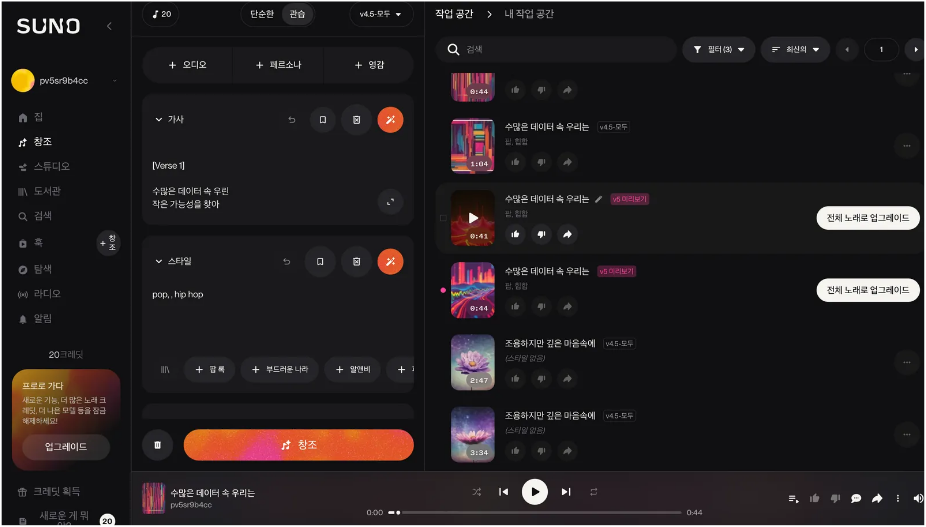 SUNO
pv5sr9b4cc
집
창조
스튜디오
도서관
검색
훅
+ 창조
탐색
라디오
알림
20크레딧
프로로 가다
새로운 기능, 더 많은 노래 크
레딧, 더 나은 모델 등을 잠금
해제하세요!
업그레이드
크레딧 획득
새로운 게 뭐
20
20
단순한
관습
v4.5-모두
+ 오디오
+ 페르소나
+ 영감
가사
[Verse 1]
수많은 데이터 속 우린
작은 가능성을 찾아
스타일
pop,, hip hop
+ 팝 록
+ 부드러운 나라
+ 알앤비
창조
작업 공간 > 내 작업 공간
검색
필터 (3)
최신의
1
0:44
수많은 데이터 속 우리는 v4.5-모두
팝, 힙합
1:04
수많은 데이터 속 우리는 v5 미리보기
팝, 힙합
0:41
전체 노래로 업그레이드
수많은 데이터 속 우리는 v5 미리보기
팝, 힙합
0:44
전체 노래로 업그레이드
조용하지만 깊은 마음속에 v4.5-모두
(스타일 없음)
2:47
조용하지만 깊은 마음속에 v4.5-모두
(스타일 없음)
3:34
수많은 데이터 속 우리는
pv5sr9b4cc
0:00
0:44